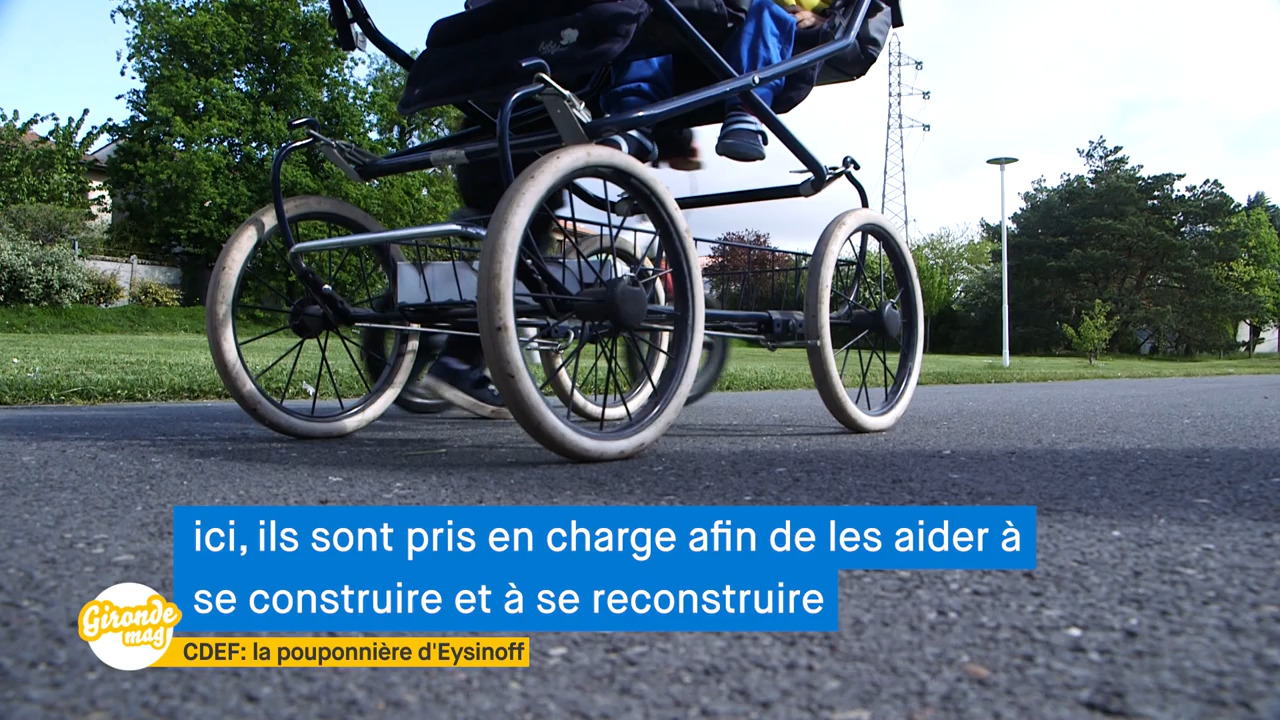 ici, ils sont pris en charge afin de les aider à
se construire et à se reconstruire
Gironde
mag
CDEF: la pouponnière d'Eysinoff